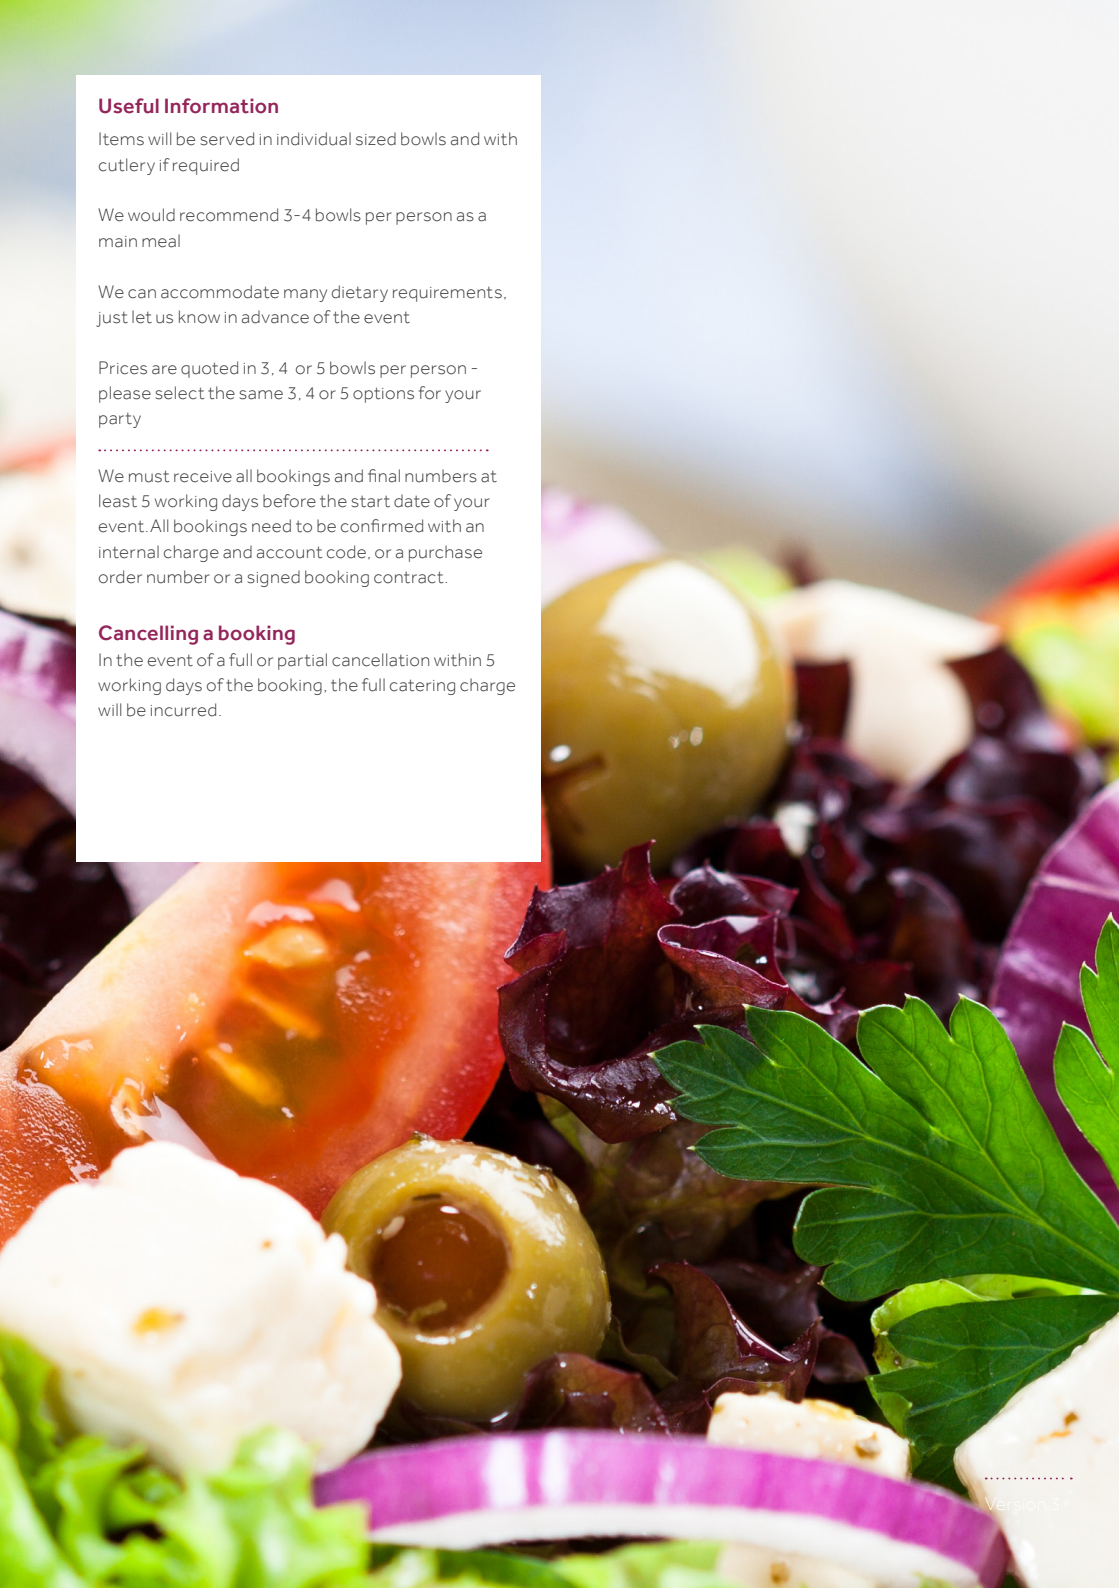 Useful Information
Items will be served in individual sized bowls and with
cutlery if required
We would recommend 3-4 bowls per person as a
main meal
We can accommodate many dietary requirements,
just let us know in advance of the event
Prices are quoted in 3, 4 or 5 bowls per person -
please select the same 3, 4 or 5 options for your
party
We must receive all bookings and final numbers at
least 5 working days before the start date of your
event.All bookings need to be confirmed with an
internal charge and account code, or a purchase
order number or a signed booking contract.
Cancelling a booking
In the event of a full or partial cancellation within 5
working days of the booking, the full catering charge
will be incurred.
Version 3